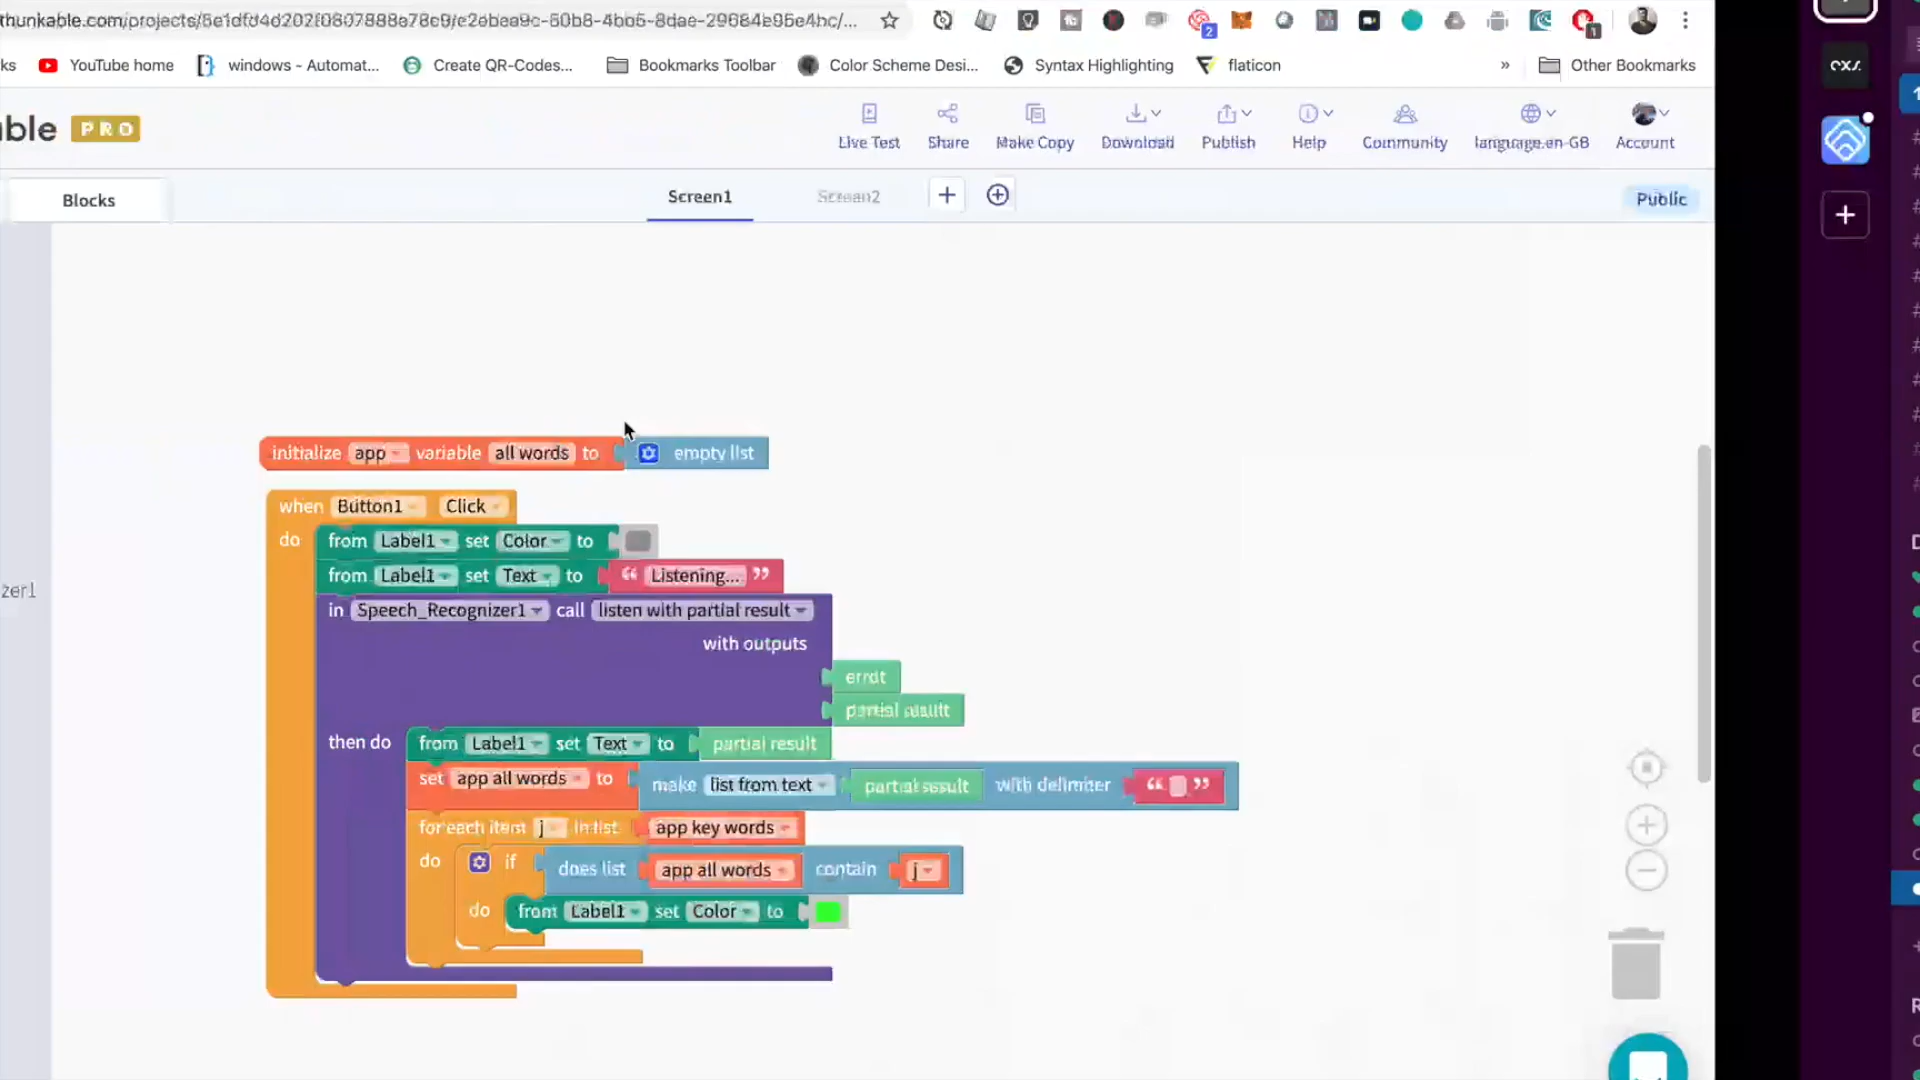 YouTube home
windows - Automat...
Create QR-Codes...
Bookmarks Toolbar
Color Scheme Desi...
Syntax Highlighting
flaticon
»
Other Bookmarks
able PRO
Live Test
Share
Make Copy
Download
Publish
Help
Community
language.en-GB
Account
Blocks
Screen1
Screen2
Public
initialize app variable all words to empty list
when Button1 Click
do from Label1 set Color to
from Label1 set Text to “ Listening... ”
in Speech_Recognizer1 call listen with partial result
with outputs
error
partial result
then do from Label1 set Text to partial result
set app all words to make list from text partial result with delimiter “ ”
for each item j in list app key words
do if does list app all words contain j
do from Label1 set Color to
zer1